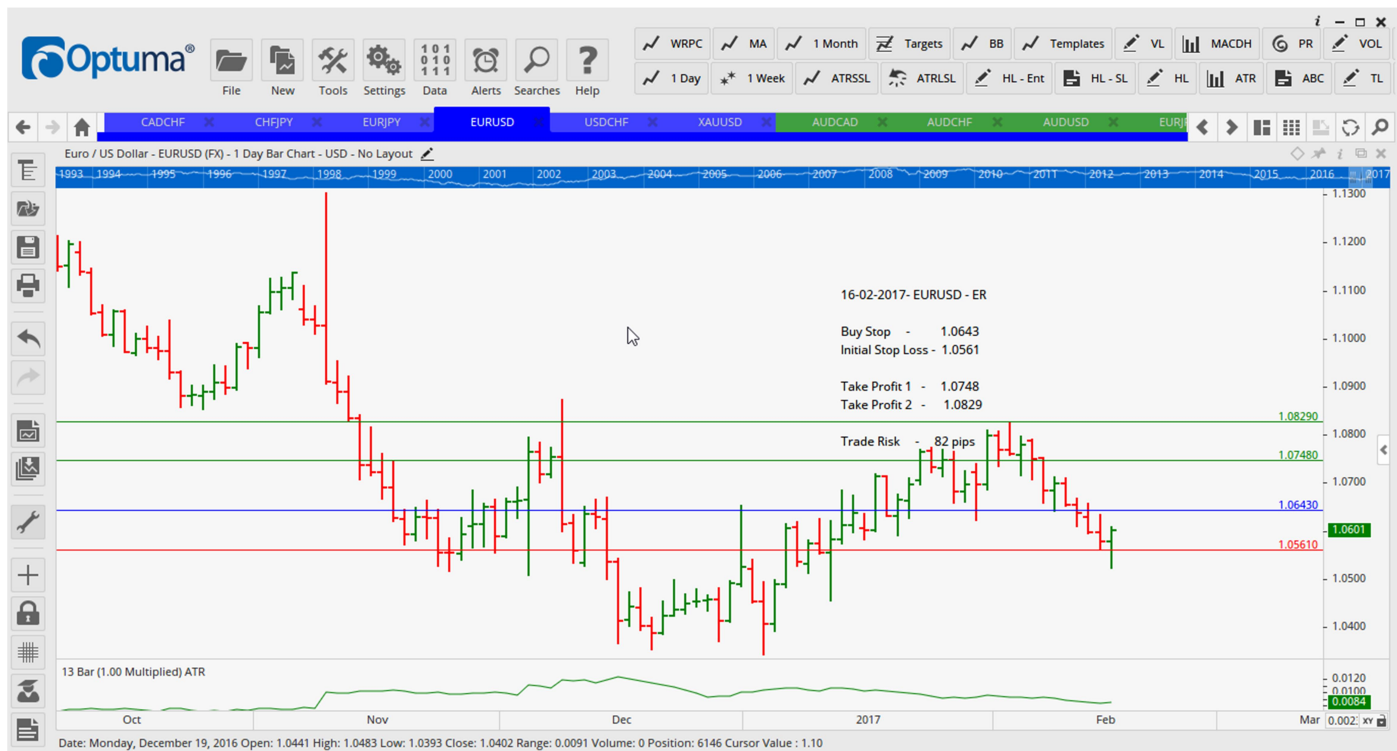 i
Optuma®
File New Tools Settings Data Alerts Searches Help
101
010
111
WRPC MA 1 Month Targets BB Templates VL MACDH PR VOL
1 Day 1 Week ATRSSL ATRLSL HL - Ent HL - SL HL ATR ABC TL
CADCHF CHFJPY EURJPY EURUSD USDCHF XAUUSD AUDCAD AUDCHF AUDUSD
Euro / US Dollar - EURUSD (FX) - 1 Day Bar Chart - USD - No Layout
1993 1994 1995 1996 1997 1998 1999 2000 2001 2002 2003 2004 2005 2006 2007 2008 2009 2010 2011 2012 2013 2014 2015 2016 2017
1.1300
1.1200
1.1100
16-02-2017- EURUSD - ER
Buy Stop - 1.0643
1.1000
Initial Stop Loss - 1.0561
Take Profit 1 - 1.0748
1.0900
Take Profit 2 - 1.0829
1.08290
Trade Risk - 82 pips
1.0800
1.07480
1.0700
1.06430
1.0601
1.05610
1.0500
1.0400
13 Bar (1.00 Multiplied) ATR
0.0120
0.0100
0.0084
Oct Nov Dec 2017 Feb Mar 0.002: XY
Date: Monday, December 19, 2016 Open: 1.0441 High: 1.0483 Low: 1.0393 Close: 1.0402 Range: 0.0091 Volume: 0 Position: 6146 Cursor Value : 1.10